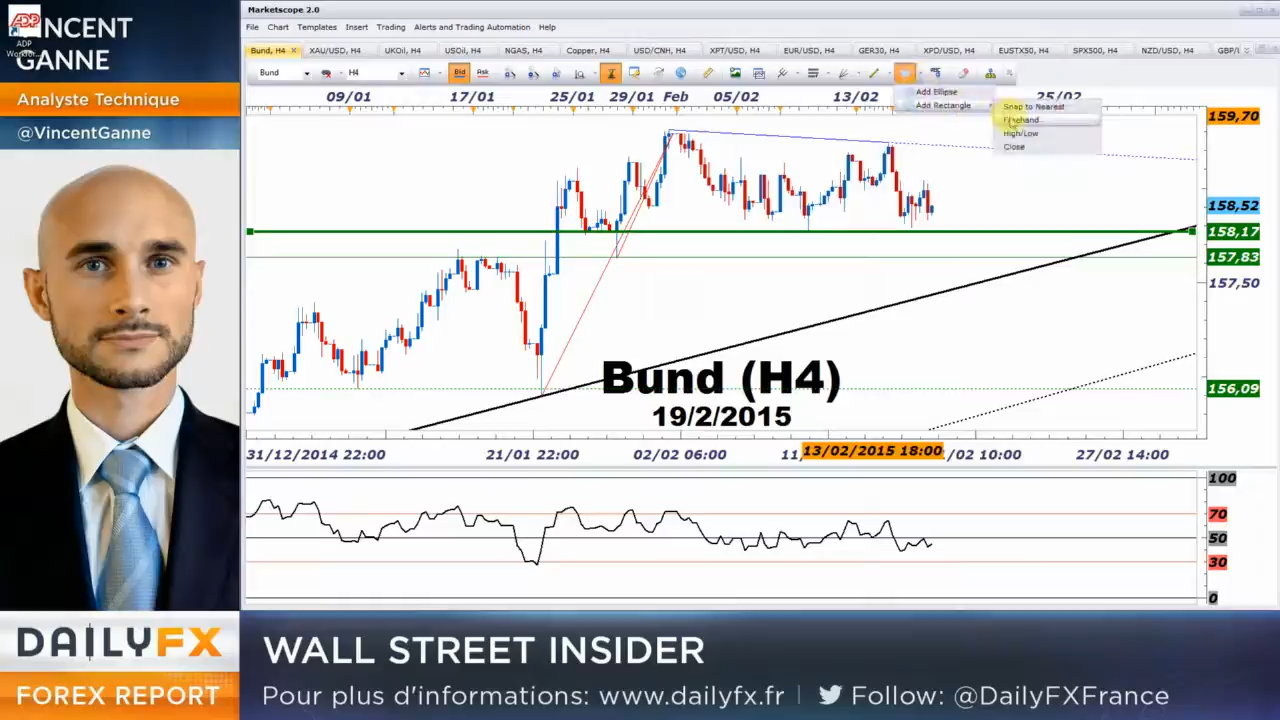 ADP
VINCENT
GANNE
Analyste Technique
@VincentGanne
DAILYFX
FOREX REPORT
Marketscope 2.0
File Chart Templates Insert Trading Alerts and Trading Automation Help
Bund, H4 XAU/USD, H4 UKOil, H4 USOil, H4 NGAS, H4 Copper, H4 USD/CNH, H4 XPT/USD, H4 EUR/USD, H4 GER30, H4 XPD/USD, H4 EUSTX50, H4 SPX500, H4 NZD/USD, H4 GBP/
Bund H4 Bid Ask
09/01 17/01 25/01 29/01 Feb 05/02 13/02 25/02
Add Ellipse
Add Rectangle
Snap to Nearest
Freehand
High/Low
Close
159,70
158,52
158,17
157,83
157,50
156,09
Bund (H4)
19/2/2015
31/12/2014 22:00 21/01 22:00 02/02 06:00 11, 13/02/2015 18:00 /02 10:00 27/02 14:00
100
70
50
30
0
WALL STREET INSIDER
Pour plus d'informations: www.dailyfx.fr | Follow: @DailyFXFrance